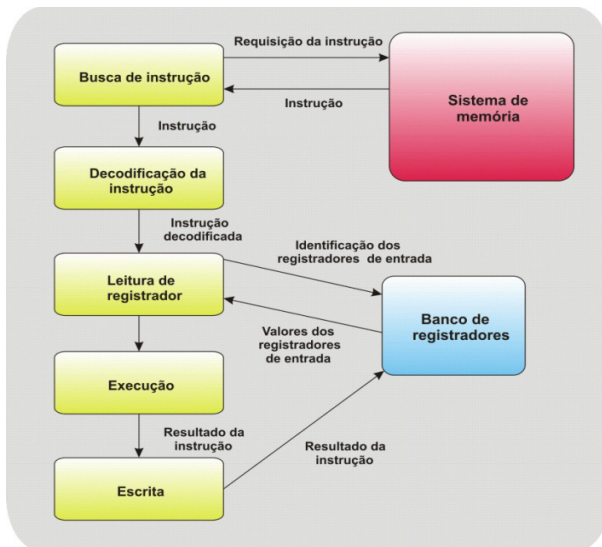 Requisição da instrução
Busca de instrução
Instrução
Sistema de
memória
Instrução
Decodificação da
instrução
Instrução
decodificada
Identificação dos
registradores de entrada
Leitura de
registrador
Banco de
registradores
Valores dos
registradores
de entrada
Execução
Resultado da
instrução
Resultado da
instrução
Escrita